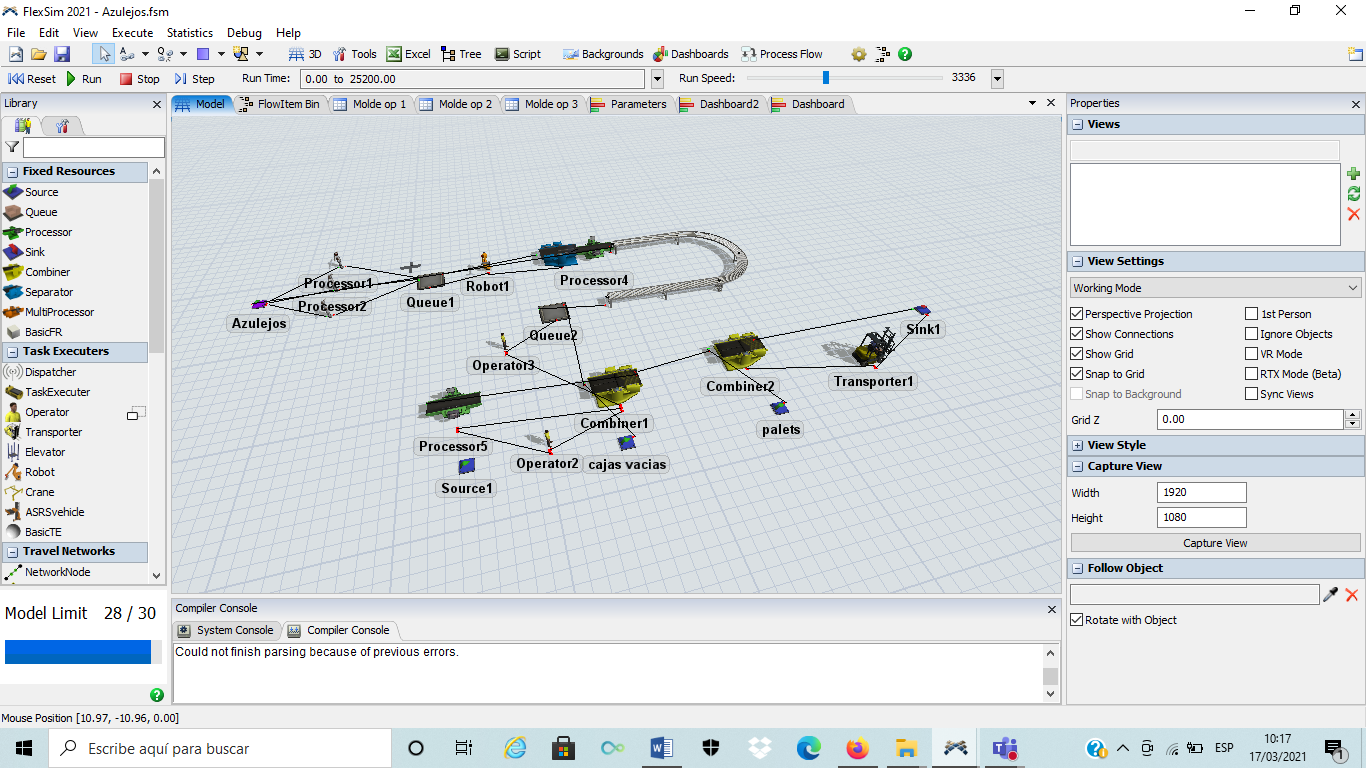 FlexSim 2021 - Azulejos.fsm
File Edit View Execute Statistics Debug Help
3D Tools Excel Tree Script Backgrounds Dashboards Process Flow
Reset Run Stop Step Run Time: 0.00 to 25200.00 Run Speed: 3336
Library
Fixed Resources
Source
Queue
Processor
Sink
Combiner
Separator
MultiProcessor
BasicFR
Task Executers
Dispatcher
TaskExecuter
Operator
Transporter
Elevator
Robot
Crane
ASRSvehicle
BasicTE
Travel Networks
NetworkNode
Model Limit 28 / 30
Model FlowItem Bin Molde op 1 Molde op 2 Molde op 3 Parameters Dashboard2 Dashboard
Processor1
Processor2
Azulejos
Queue1
Robot1
Processor4
Queue2
Operator3
Sink1
Combiner2
Transporter1
Combiner1
palets
Processor5
Operator2
cajas vacias
Source1
Compiler Console
System Console Compiler Console
Could not finish parsing because of previous errors.
Properties
Views
View Settings
Working Mode
Perspective Projection 1st Person
Show Connections Ignore Objects
Show Grid VR Mode
Snap to Grid RTX Mode (Beta)
Snap to Background Sync Views
Grid Z 0.00
View Style
Capture View
Width 1920
Height 1080
Capture View
Follow Object
Rotate with Object
Mouse Position [10.97, -10.96, 0.00]
Escribe aquí para buscar
ESP
10:17
17/03/2021
1